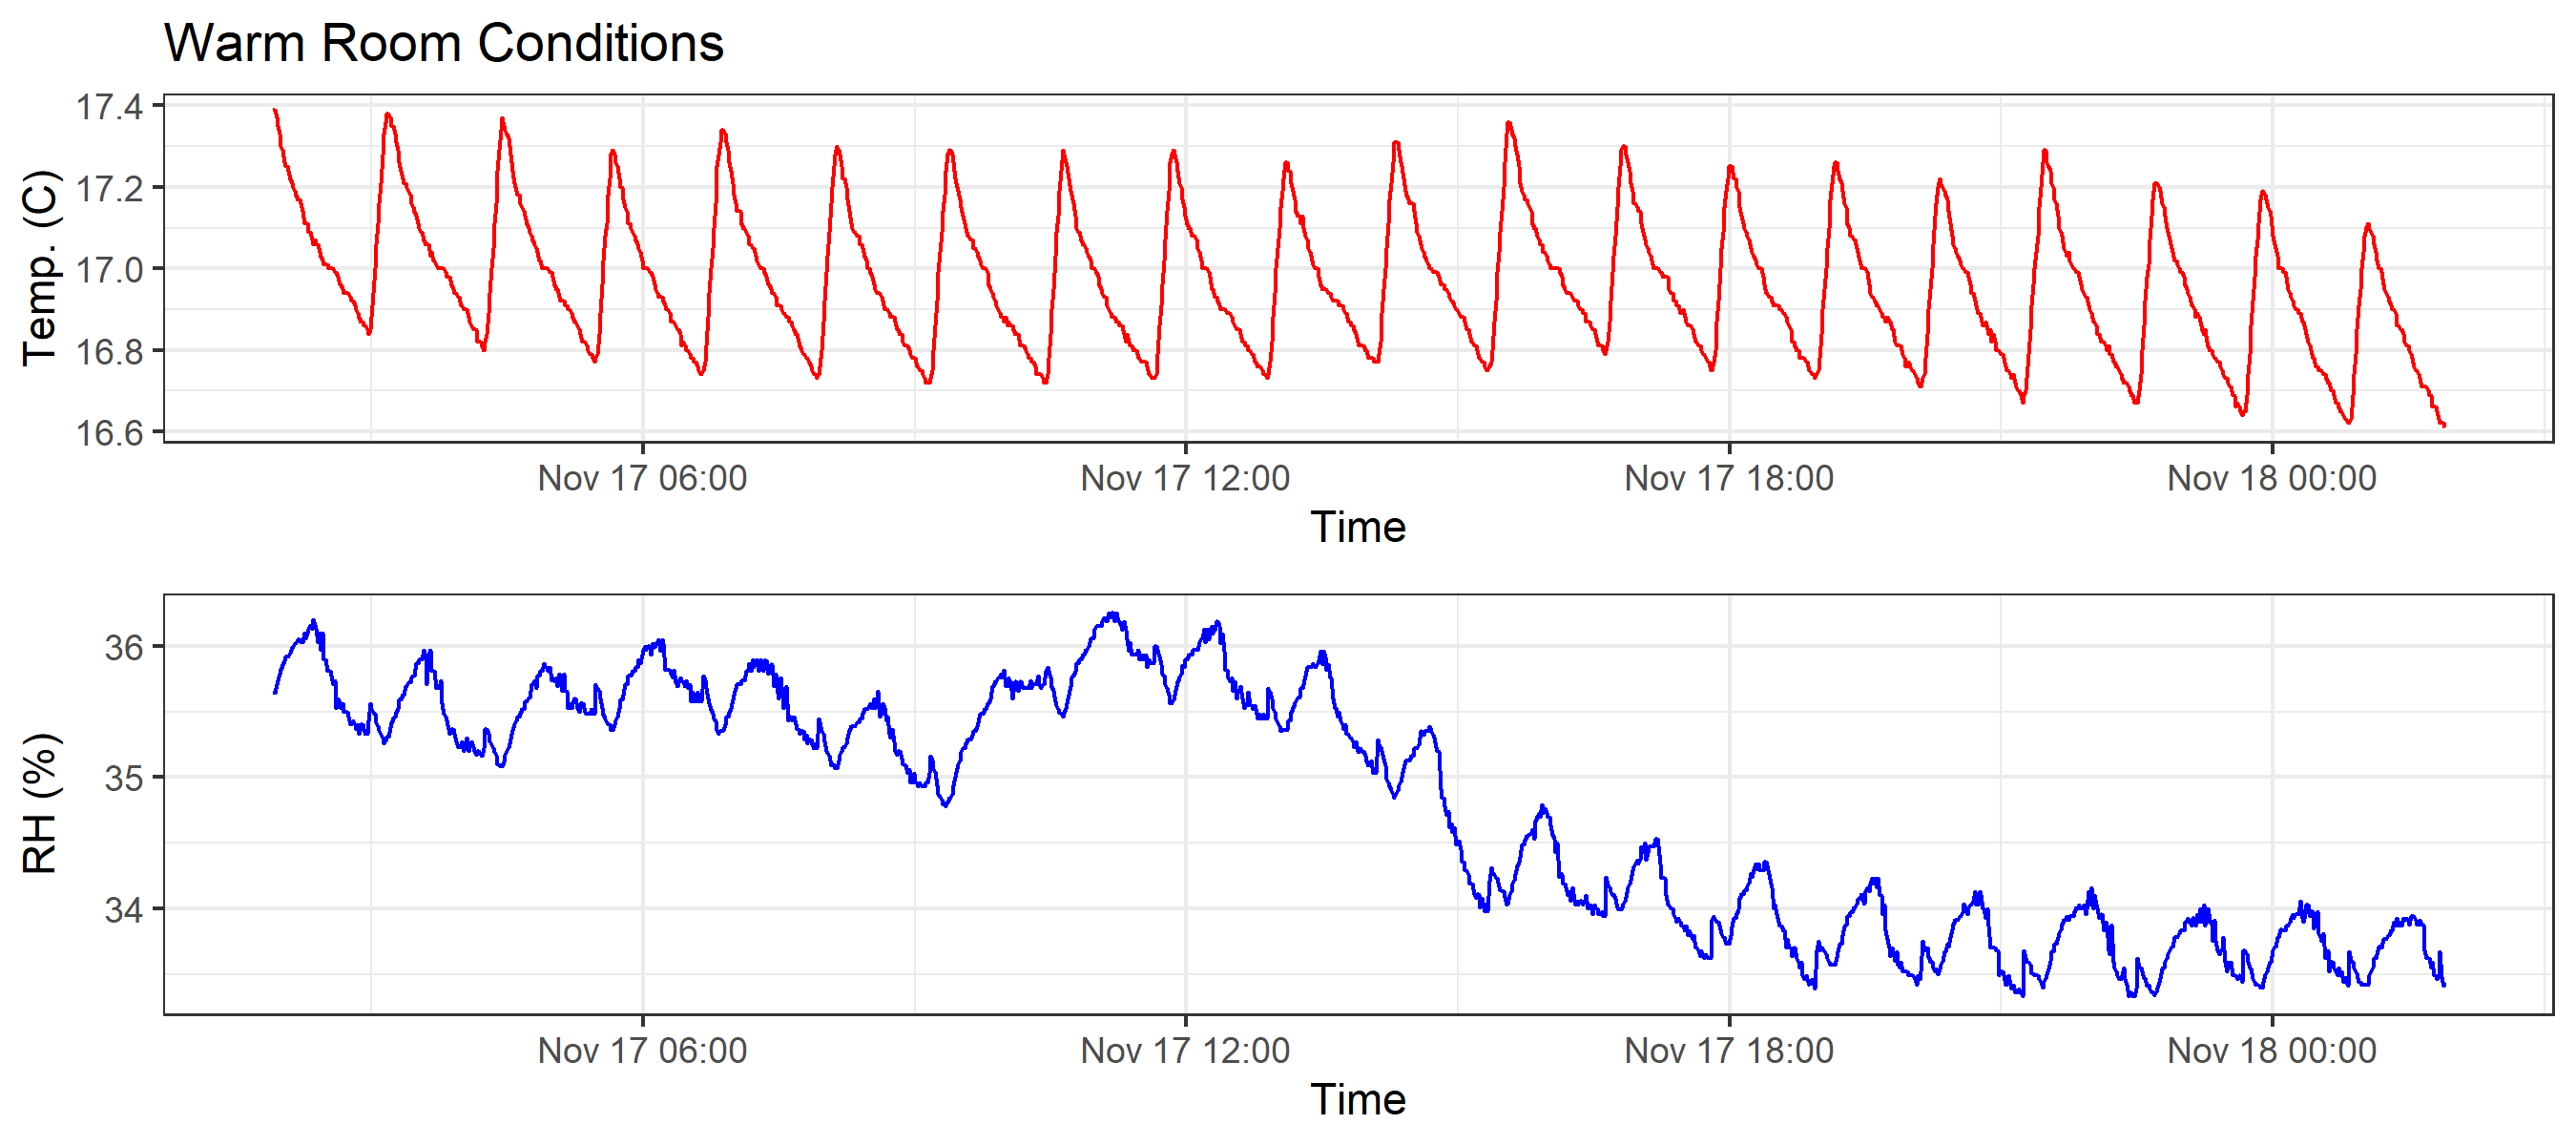 Warm Room Conditions
17.4
17.2
17.0
16.8
16.6
Temp. (C)
Nov 17 06:00 Nov 17 12:00 Nov 17 18:00 Nov 18 00:00
Time
36
35
34
RH (%)
Nov 17 06:00 Nov 17 12:00 Nov 17 18:00 Nov 18 00:00
Time